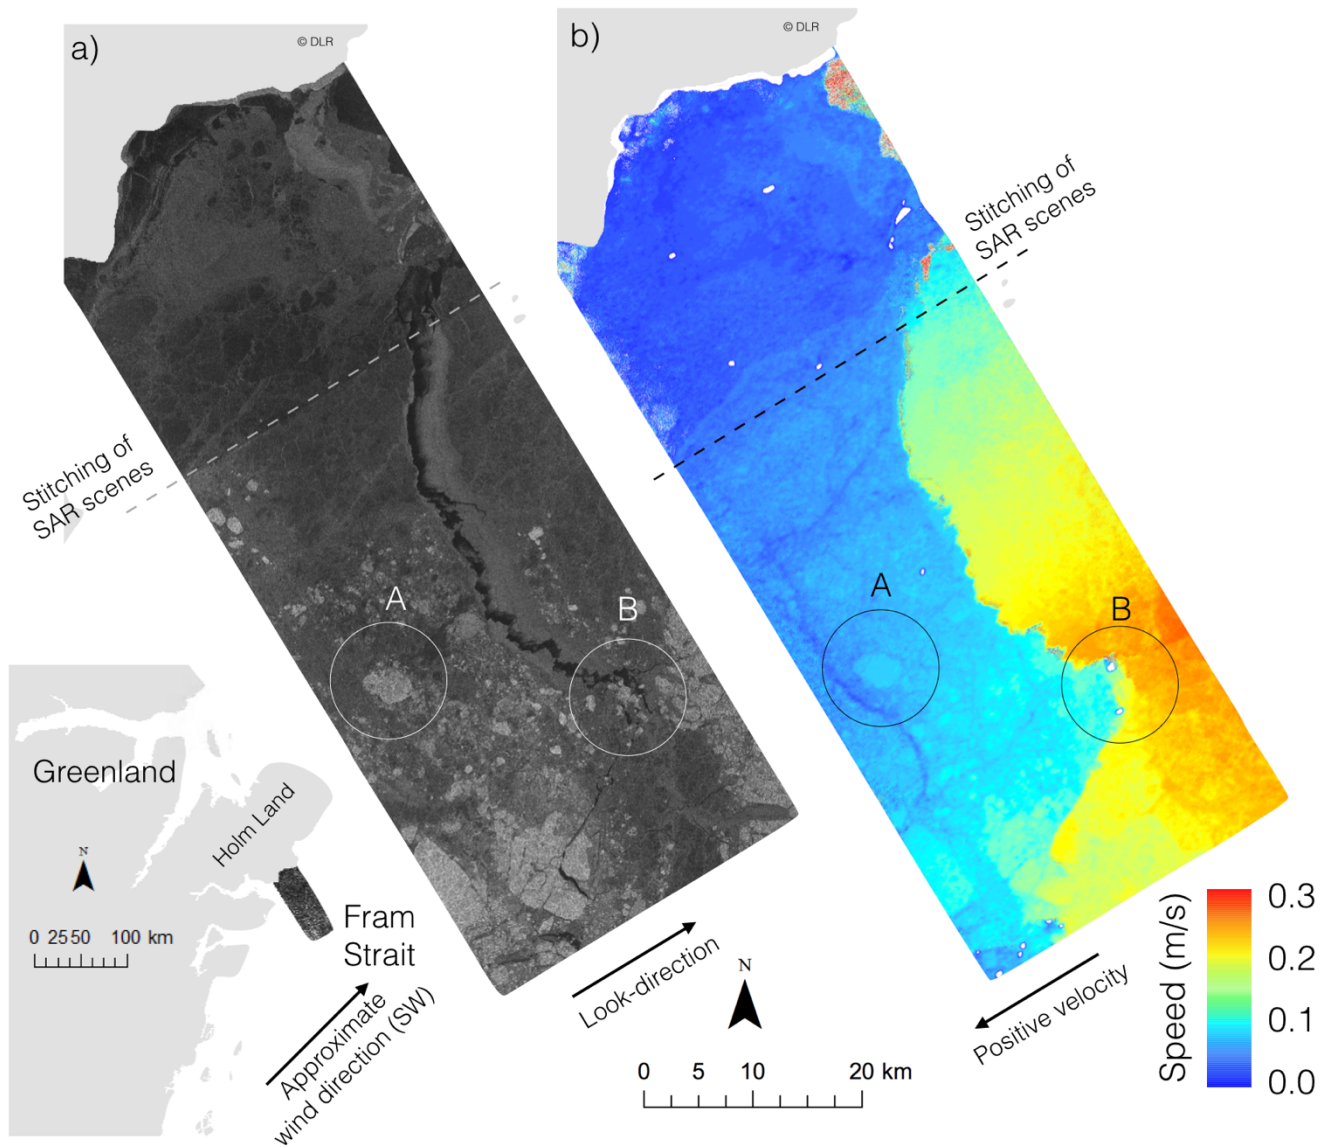 a)
© DLR
b)
© DLR
Stitching of
SAR scenes
Stitching of
SAR scenes
A
B
A
B
Greenland
Holm Land
N
0 25 50 100 km
Fram
Strait
Approximate
wind direction (SW)
Look-direction
N
0 5 10 20 km
Positive velocity
Speed (m/s)
0.3
0.2
0.1
0.0